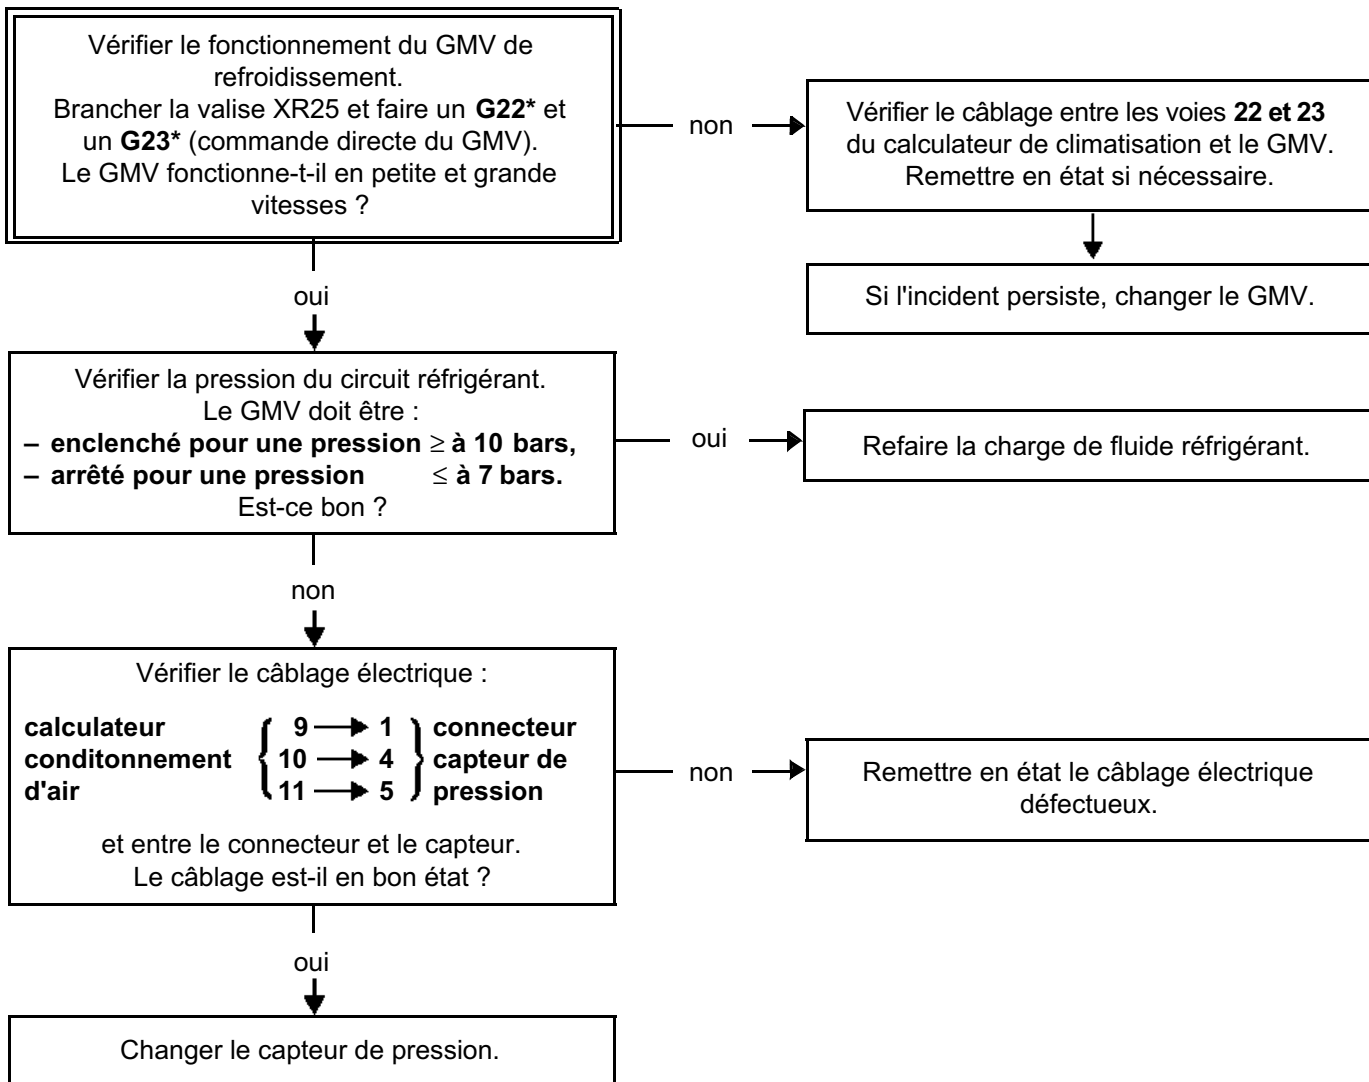 Vérifier le fonctionnement du GMV de
refroidissement.
Brancher la valise XR25 et faire un G22* et
un G23* (commande directe du GMV).
Le GMV fonctionne-t-il en petite et grande
vitesses ?
non
Vérifier le câblage entre les voies 22 et 23
du calculateur de climatisation et le GMV.
Remettre en état si nécessaire.
Si l'incident persiste, changer le GMV.
oui
Vérifier la pression du circuit réfrigérant.
Le GMV doit être :
– enclenché pour une pression ≥ à 10 bars,
– arrêté pour une pression ≤ à 7 bars.
Est-ce bon ?
oui
Refaire la charge de fluide réfrigérant.
non
Vérifier le câblage électrique :
calculateur 9 → 1 connecteur
conditonnement 10 → 4 capteur de
d'air 11 → 5 pression
et entre le connecteur et le capteur.
Le câblage est-il en bon état ?
non
Remettre en état le câblage électrique
défectueux.
oui
Changer le capteur de pression.